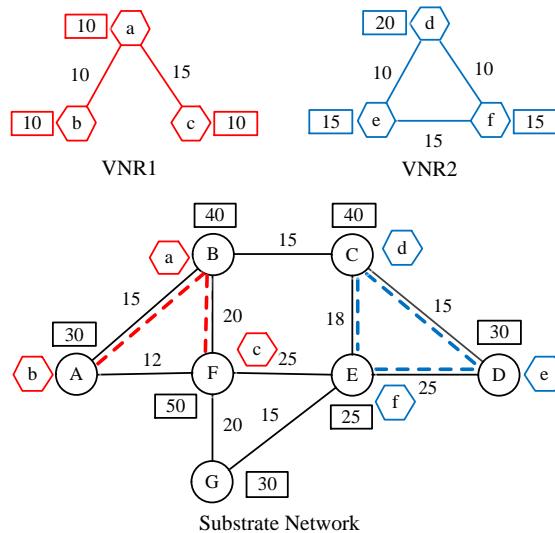 10 a
20 d
10 15
10 10
10 b c 10
15 e f 15
15
VNR1
VNR2
40 40
a B 15 C d
15 20 18 15
30 c 30
b A 12 F 25 E 25 D e
50 20 15 25 f
G 30
Substrate Network